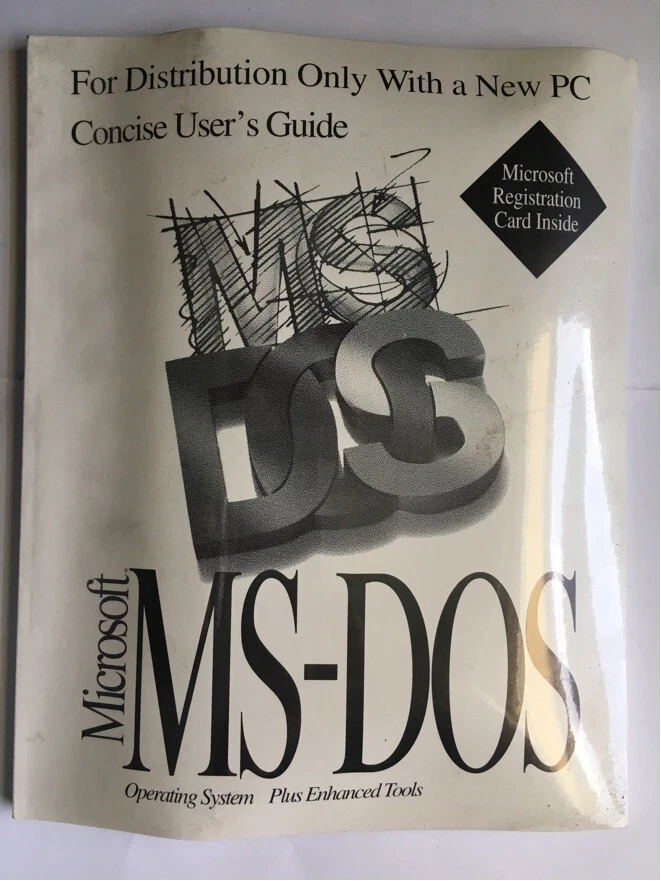 For Distribution Only With a New PC
Concise User's Guide
Microsoft
Registration
Card Inside
MS
DOS
Microsoft
MS-DOS
Operating System Plus Enhanced Tools